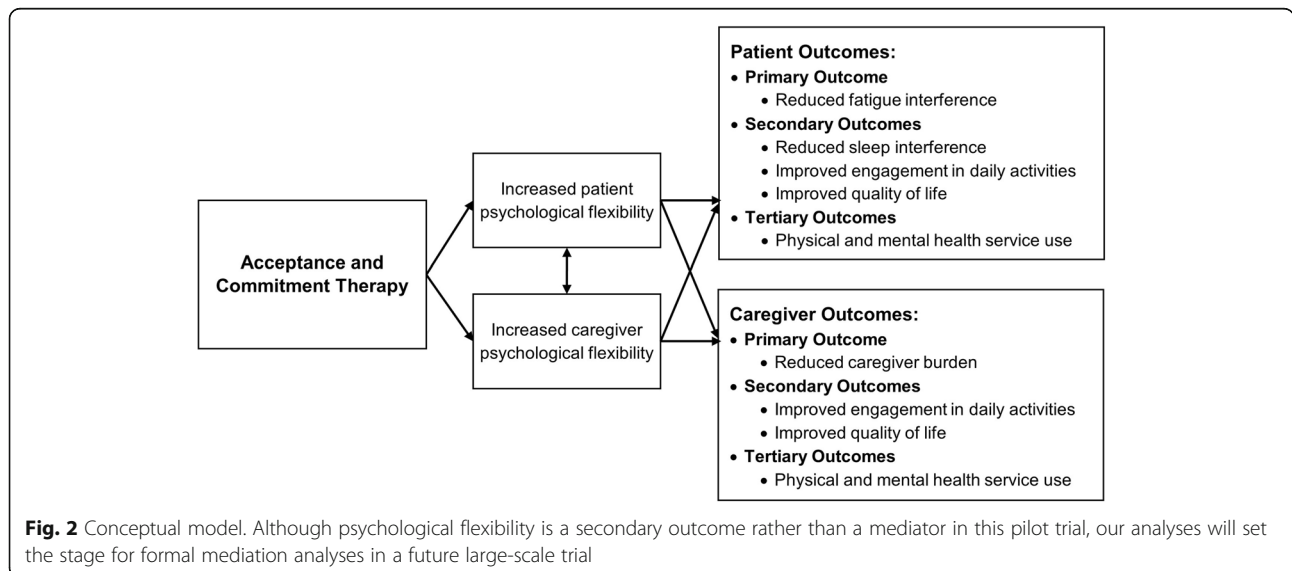 Acceptance and
Commitment Therapy
Increased patient
psychological flexibility
Increased caregiver
psychological flexibility
Patient Outcomes:
• Primary Outcome
• Reduced fatigue interference
• Secondary Outcomes
• Reduced sleep interference
• Improved engagement in daily activities
• Improved quality of life
• Tertiary Outcomes
• Physical and mental health service use
Caregiver Outcomes:
• Primary Outcome
• Reduced caregiver burden
• Secondary Outcomes
• Improved engagement in daily activities
• Improved quality of life
• Tertiary Outcomes
• Physical and mental health service use
Fig. 2 Conceptual model. Although psychological flexibility is a secondary outcome rather than a mediator in this pilot trial, our analyses will set
the stage for formal mediation analyses in a future large-scale trial